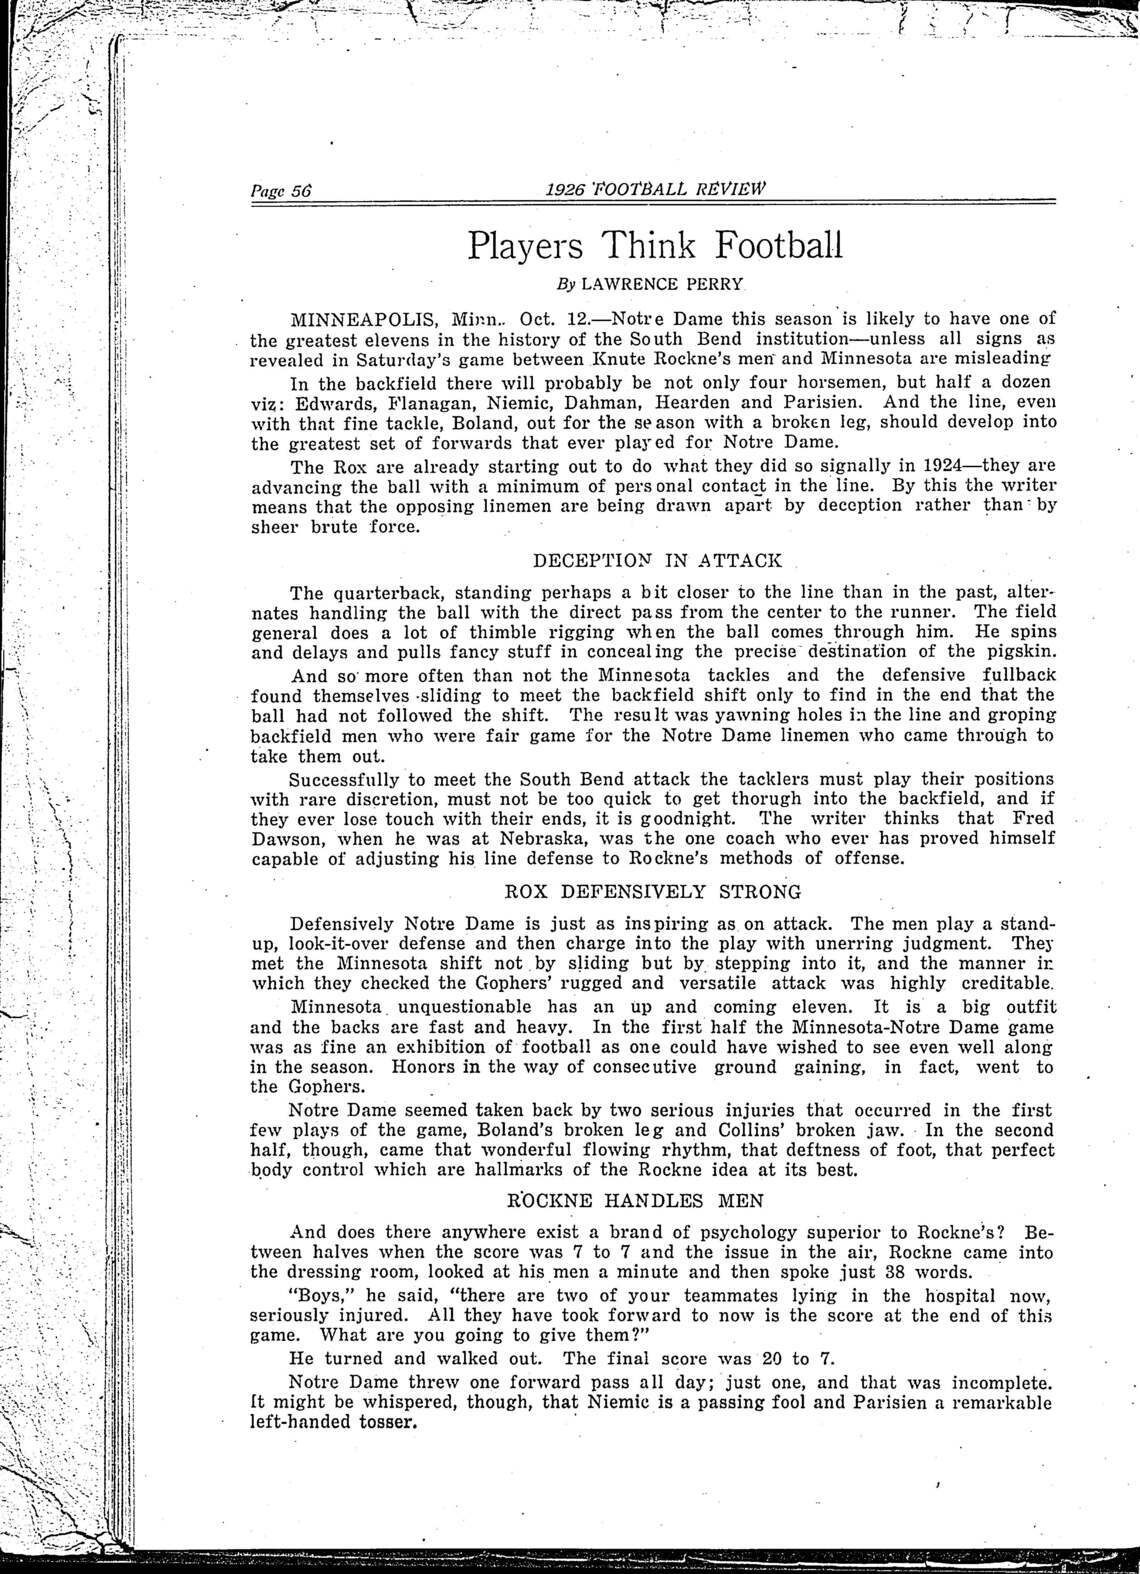 Page 56
1926 FOOTBALL REVIEW
Players Think Football
By LAWRENCE PERRY
MINNEAPOLIS, Minn.. Oct. 12.—Notre Dame this season is likely to have one of
the greatest elevens in the history of the South Bend institution—unless all signs as
revealed in Saturday's game between Knute Rockne's men and Minnesota are misleading
In the backfield there will probably be not only four horsemen, but half a dozen
viz: Edwards, Flanagan, Niemic, Dahman, Hearden and Parisien. And the line, even
with that fine tackle, Boland, out for the season with a broken leg, should develop into
the greatest set of forwards that ever played for Notre Dame.
The Rox are already starting out to do what they did so signally in 1924—they are
advancing the ball with a minimum of personal contact in the line. By this the writer
means that the opposing linemen are being drawn apart by deception rather than by
sheer brute force.
DECEPTION IN ATTACK
The quarterback, standing perhaps a bit closer to the line than in the past, alter-
nates handling the ball with the direct pass from the center to the runner. The field
general does a lot of thimble rigging when the ball comes through him. He spins
and delays and pulls fancy stuff in concealing the precise destination of the pigskin.
And so more often than not the Minnesota tackles and the defensive fullback
found themselves sliding to meet the backfield shift only to find in the end that the
ball had not followed the shift. The result was yawning holes in the line and groping
backfield men who were fair game for the Notre Dame linemen who came through to
take them out.
Successfully to meet the South Bend attack the tacklers must play their positions
with rare discretion, must not be too quick to get thorugh into the backfield, and if
they ever lose touch with their ends, it is goodnight. The writer thinks that Fred
Dawson, when he was at Nebraska, was the one coach who ever has proved himself
capable of adjusting his line defense to Rockne's methods of offense.
ROX DEFENSIVELY STRONG
Defensively Notre Dame is just as inspiring as on attack. The men play a stand-
up, look-it-over defense and then charge into the play with unerring judgment. They
met the Minnesota shift not by sliding but by stepping into it, and the manner in
which they checked the Gophers' rugged and versatile attack was highly creditable.
Minnesota unquestionable has an up and coming eleven. It is a big outfit
and the backs are fast and heavy. In the first half the Minnesota-Notre Dame game
was as fine an exhibition of football as one could have wished to see even well along
in the season. Honors in the way of consecutive ground gaining, in fact, went to
the Gophers.
Notre Dame seemed taken back by two serious injuries that occurred in the first
few plays of the game, Boland's broken leg and Collins' broken jaw. In the second
half, though, came that wonderful flowing rhythm, that deftness of foot, that perfect
body control which are hallmarks of the Rockne idea at its best.
ROCKNE HANDLES MEN
And does there anywhere exist a brand of psychology superior to Rockne's? Be-
tween halves when the score was 7 to 7 and the issue in the air, Rockne came into
the dressing room, looked at his men a minute and then spoke just 38 words.
"Boys," he said, "there are two of your teammates lying in the hospital now,
seriously injured. All they have took forward to now is the score at the end of this
game. What are you going to give them?"
He turned and walked out. The final score was 20 to 7.
Notre Dame threw one forward pass all day; just one, and that was incomplete.
It might be whispered, though, that Niemic is a passing fool and Parisien a remarkable
left-handed tosser.